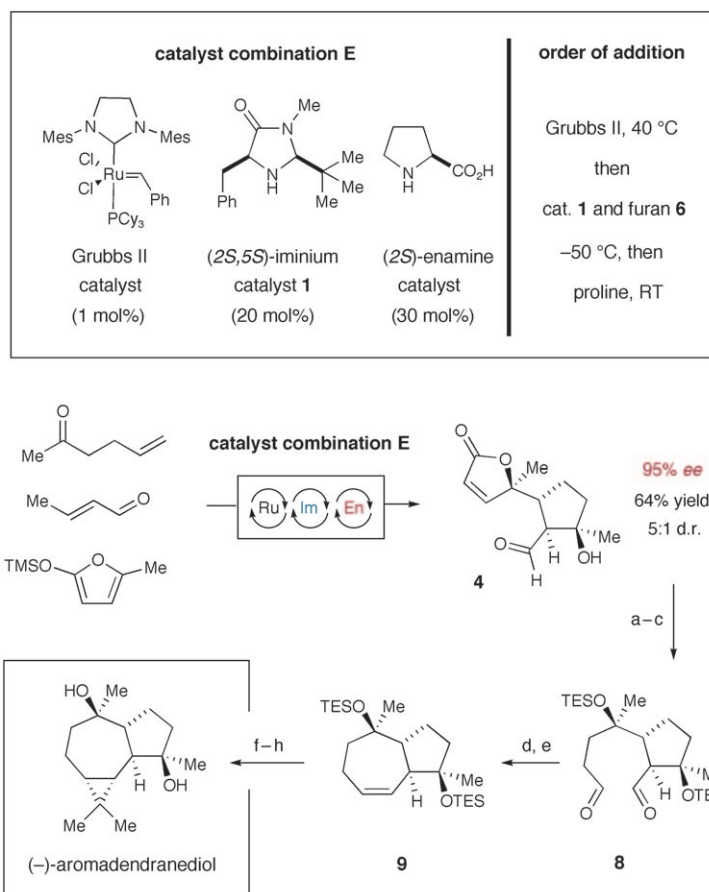 catalyst combination E
order of addition
O
Me
N
N
N
Mes
Mes
Me
Cl
Ru
Cl
Ph
PCy3
N
H
Me
Me
Me
Ph
N
H
CO2H
Grubbs II
catalyst
(1 mol%)
(2S,5S)-iminium
catalyst 1
(20 mol%)
(2S)-enamine
catalyst
(30 mol%)
Grubbs II, 40 °C
then
cat. 1 and furan 6
–50 °C, then
proline, RT
O
Me
Me
O
TMSO
O
Me
catalyst combination E
Ru
Im
En
O
O
Me
Me
O
H
OH
H
4
95% ee
64% yield
5:1 d.r.
a–c
HO
Me
Me
H
OH
Me
Me
(–)-aromadendranediol
f–h
TESO
Me
Me
H
OTES
9
d, e
TESO
Me
M
H
OTE
O
O
8